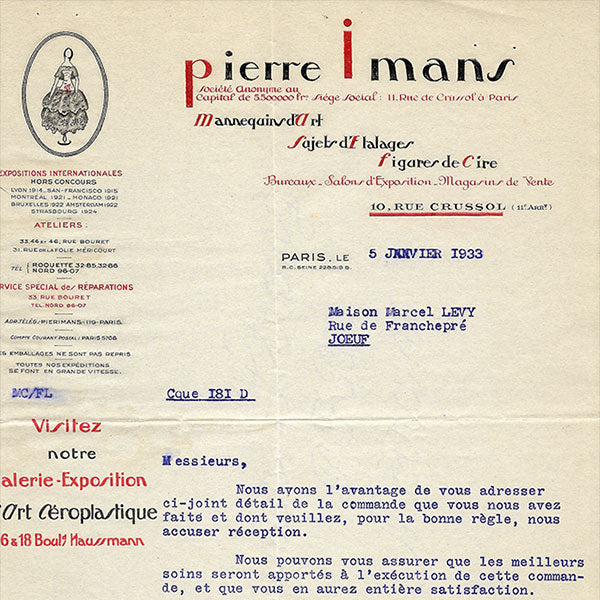 pierre imans
Société Anonyme au
Capital de 5.500000 frs Siége Social : 11. Rue de Crussol à Paris
Mannequins d'Art
Sujets d'Etalages
figures de Cire
Bureaux - Salons d'Exposition - Magasins de Vente
10, RUE CRUSSOL (11e Arrt)
EXPOSITIONS INTERNATIONALES
HORS CONCOURS
LYON 1914 - SAN-FRANCISCO 1915
MONTRÉAL 1921 - MONACO 1921
BRUXELLES 1922 AMSTERDAM 1922
STRASBOURG 1924
ATELIERS :
33, 44 et 46, RUE BOURET
31, RUE DE LA FOLIE MÉRICOURT
TÉL { ROQUETTE 32-85, 32-86
NORD 96-07
RVICE SPÉCIAL des RÉPARATIONS
33, RUE BOURET
TEL. NORD 96-07
ADR. TÉLÉG. PIERIMANS-119-PARIS.
COMPTE COURANT POSTAL : PARIS 5708
ES EMBALLAGES NE SONT PAS REPRIS
TOUTES NOS EXPÉDITIONS
SE FONT EN GRANDE VITESSE.
PARIS, LE 5 JANVIER 1933
R.C. SEINE 228.519 B.
Maison Marcel LEVY
Rue de Franchepré
JOEUF
MC/FL
Cque I8I D
Visitez
notre
alerie-Exposition
'Art Céroplastique
6 & 18 Boulᵈ Haussmann
Messieurs,
Nous avons l'avantage de vous adresser
ci-joint détail de la commande que vous nous avez
faite et dont veuillez, pour la bonne règle, nous
accuser réception.
Nous pouvons vous assurer que les meilleurs
soins seront apportés à l'exécution de cette comman-
de, et que vous en aurez entière satisfaction.